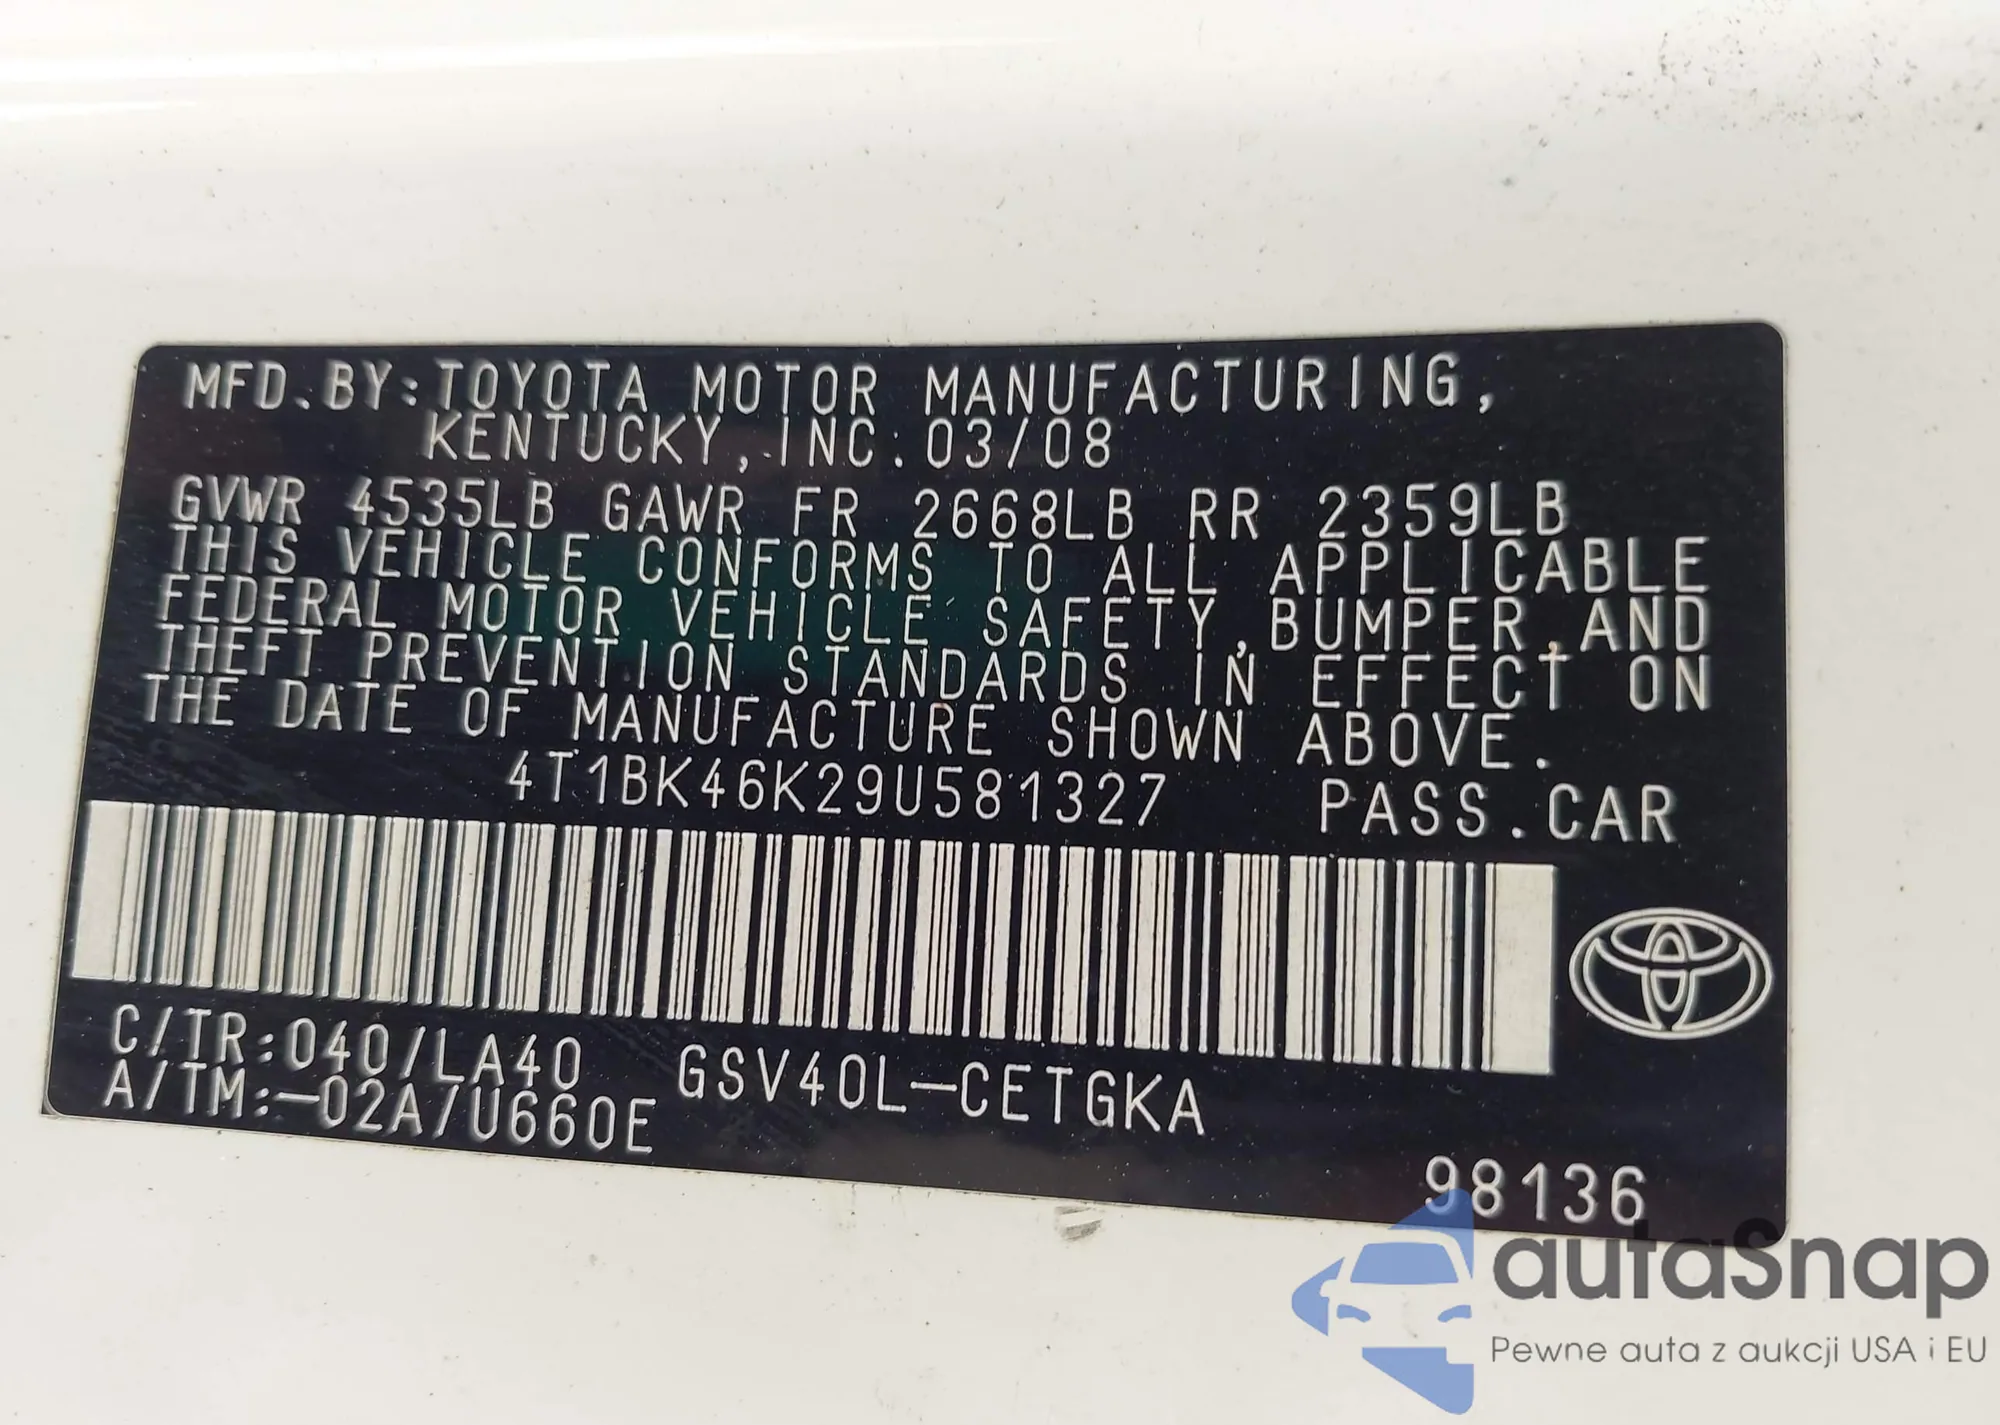 MFD.BY:TOYOTA MOTOR MANUFACTURING,
KENTUCKY, INC. 03/08
GVWR 4535LB GAWR FR 2668LB RR 2359LB
THIS VEHICLE CONFORMS TO ALL APPLICABLE
FEDERAL MOTOR VEHICLE SAFETY,BUMPER,AND
THEFT PREVENTION STANDARDS IN EFFECT ON
THE DATE OF MANUFACTURE SHOWN ABOVE.
4T1BK46K29U581327 PASS.CAR
C/TR:040/LA40 GSV40L-CETGKA
A/TM:-02A/U660E
98136
autaSnap
Pewne auta z aukcji USA i EU